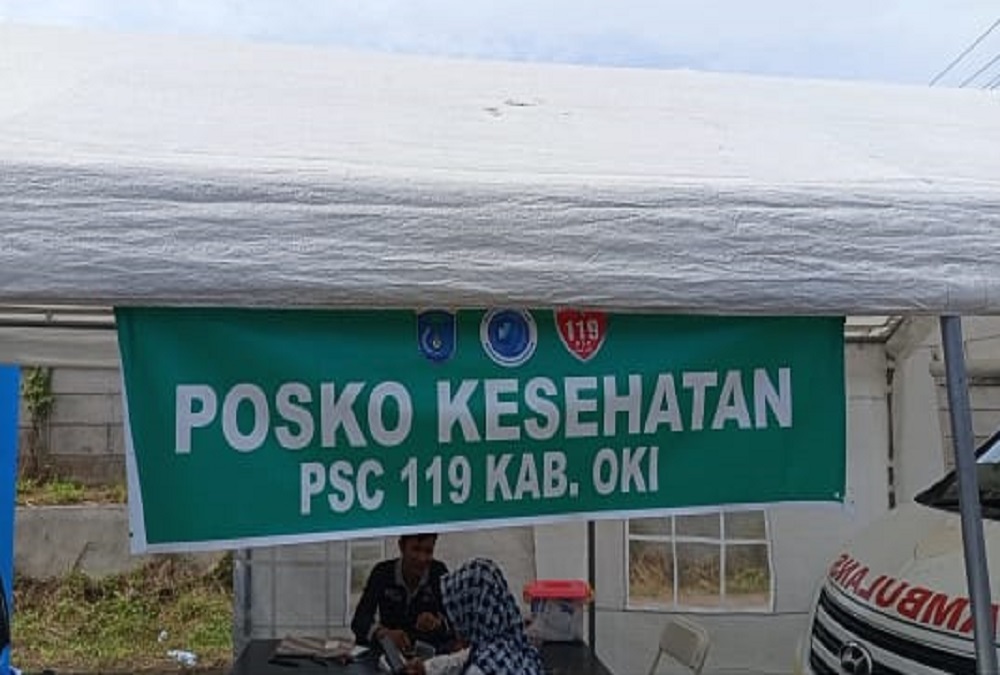 119
POSKO KESEHATAN
PSC 119 KAB. OKI
AMBULANS